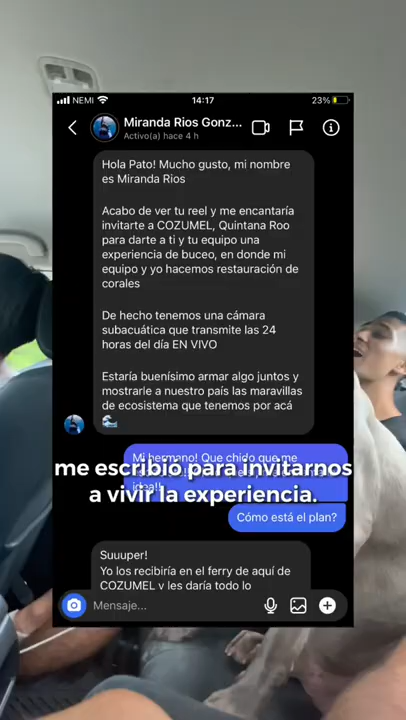 NEMI
14:17
23%
Miranda Rios Gonz...
Activo(a) hace 4 h
Hola Pato! Mucho gusto, mi nombre
es Miranda Rios
Acabo de ver tu reel y me encantaría
invitarte a COZUMEL, Quintana Roo
para darte a ti y tu equipo una
experiencia de buceo, en donde mi
equipo y yo hacemos restauración de
corales
De hecho tenemos una cámara
subacuática que transmite las 24
horas del día EN VIVO
Estaría buenísimo armar algo juntos y
mostrarle a nuestro país las maravillas
de ecosistema que tenemos por acá
Mi hermano! Que chido que me
idea!!
me escribió para invitarnos
a vivir la experiencia.
Cómo está el plan?
Suuuper!
Yo los recibiría en el ferry de aquí de
COZUMEL y les daría todo lo
Mensaje...